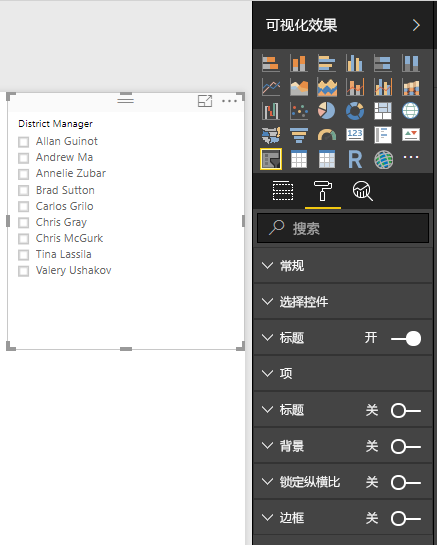 District Manager
Allan Guinot
Andrew Ma
Annelie Zubar
Brad Sutton
Carlos Grilo
Chris Gray
Chris McGurk
Tina Lassila
Valery Ushakov
可视化效果
123
R
搜索
常规
选择控件
标题 开
项
标题 关
背景 关
锁定纵横比 关
边框 关